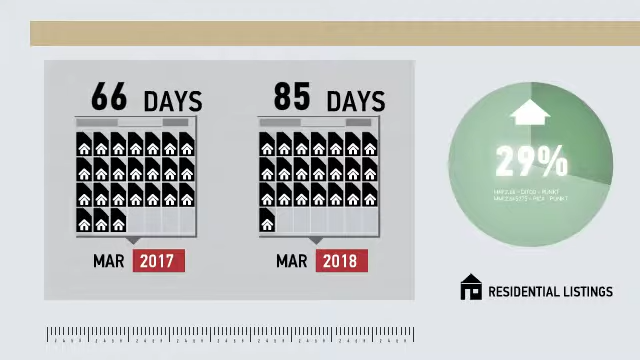 66 DAYS
85 DAYS
MAR 2017
MAR 2018
29%
RESIDENTIAL LISTINGS